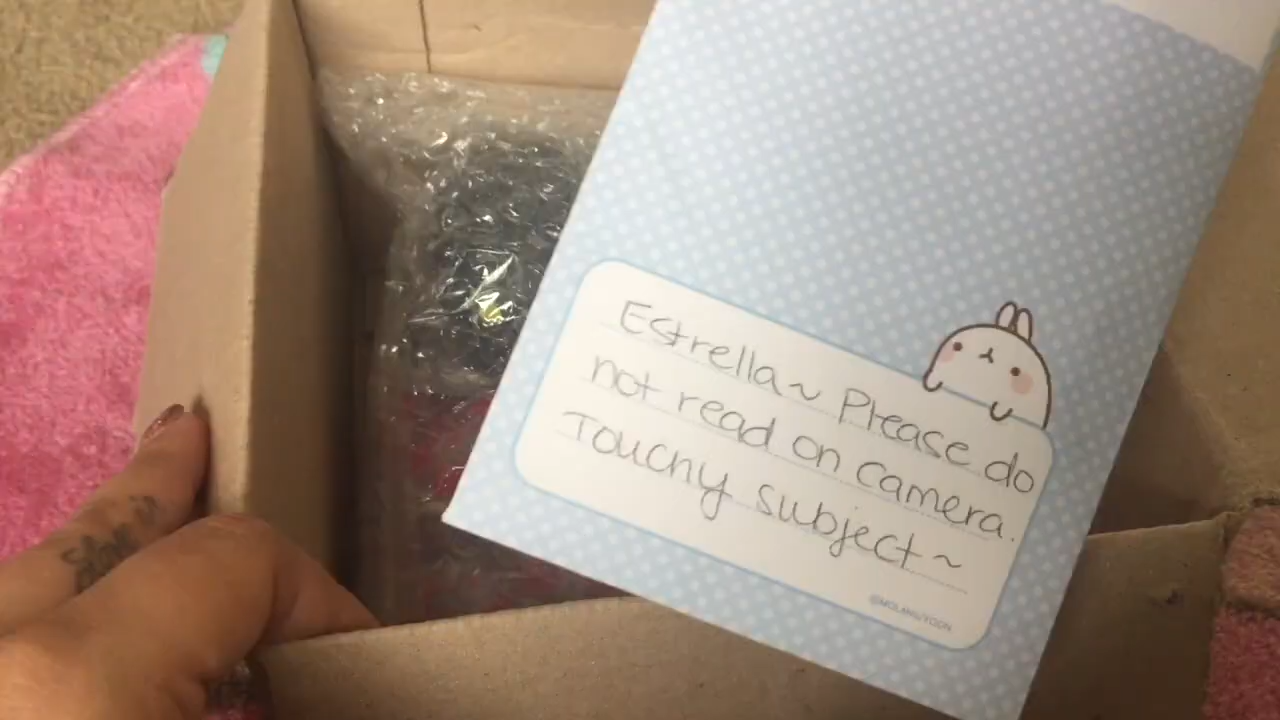 Estrella~ Please do
not read on camera.
Touchy subject~